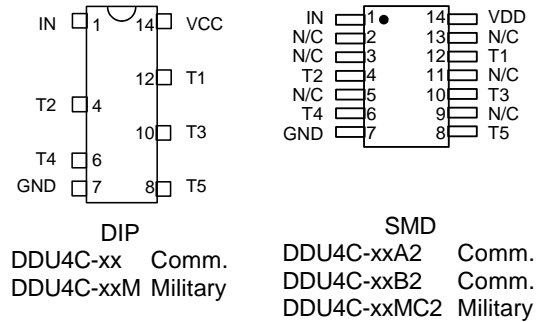 IN 1 14 VCC
12 T1
T2 4
10 T3
T4 6
GND 7 8 T5
DIP
DDU4C-xx Comm.
DDU4C-xxM Military
IN 1 14 VDD
N/C 2 13 N/C
N/C 3 12 T1
T2 4 11 N/C
N/C 5 10 T3
T4 6 9 N/C
GND 7 8 T5
SMD
DDU4C-xxA2 Comm.
DDU4C-xxB2 Comm.
DDU4C-xxMC2 Military